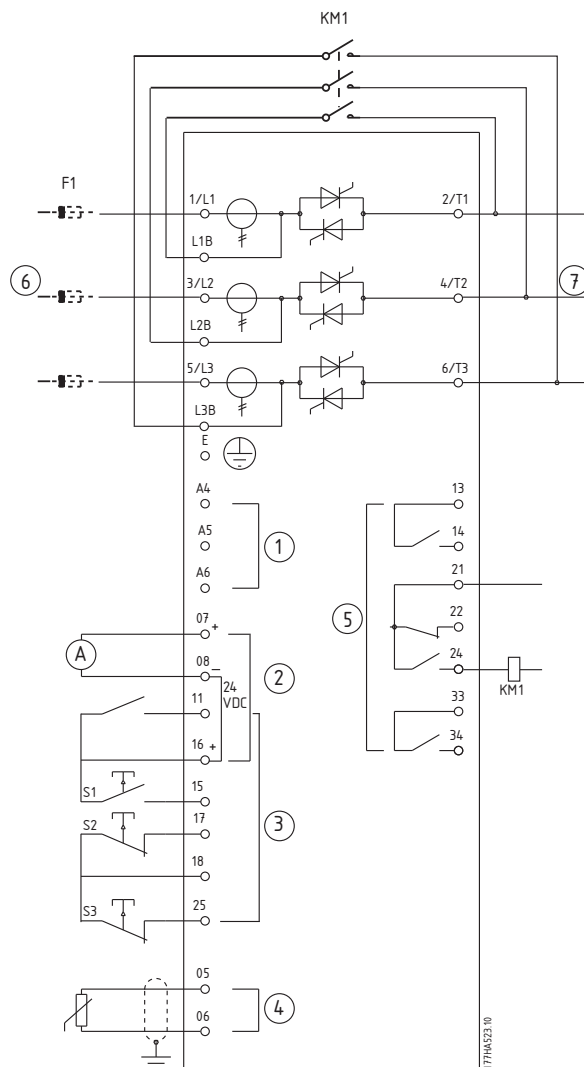 KM1
F1
1/L1
2/T1
L1B
6
3/L2
4/T2
7
L2B
5/L3
6/T3
L3B
E
A4
13
A5
1
14
A6
21
07 +
5
22
A
08 −
2
24
24
VDC
KM1
11
33
16 +
34
S1
15
S2
17
3
18
S3
25
05
4
06
177HA523.10